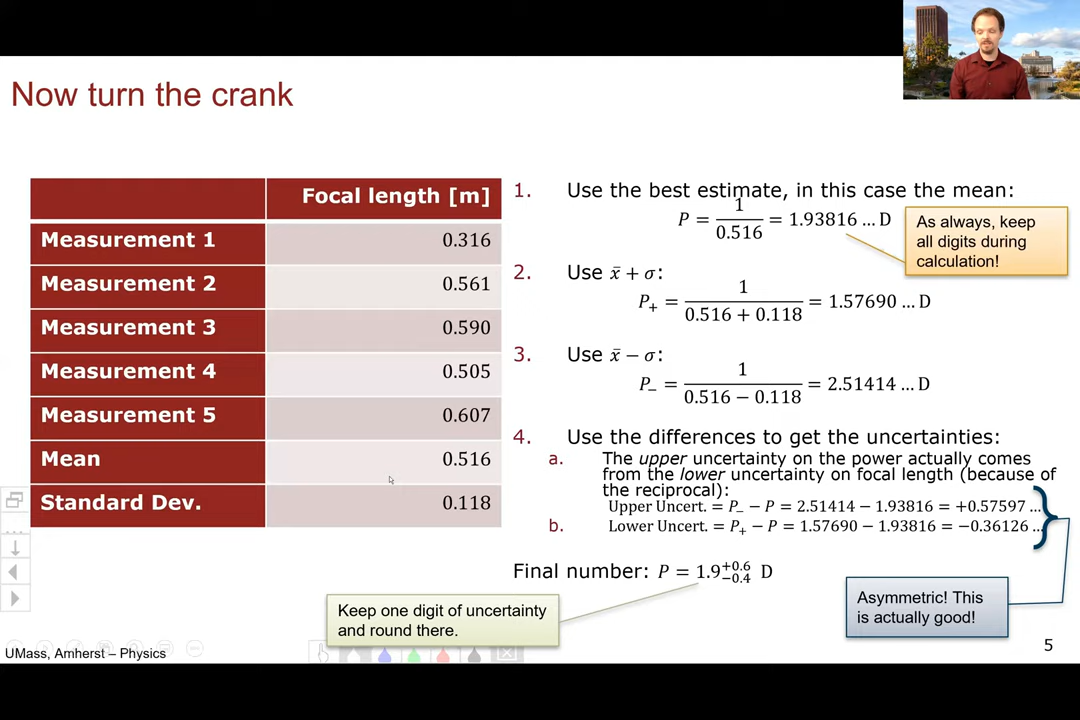 Now turn the crank
Focal length [m]
Measurement 1 0.316
Measurement 2 0.561
Measurement 3 0.590
Measurement 4 0.505
Measurement 5 0.607
Mean 0.516
Standard Dev. 0.118
1. Use the best estimate, in this case the mean:
P = 1/0.516 = 1.93816 … D
As always, keep
all digits during
calculation!
2. Use x̄ + σ:
P₊ = 1/(0.516 + 0.118) = 1.57690 … D
3. Use x̄ − σ:
P₋ = 1/(0.516 − 0.118) = 2.51414 … D
4. Use the differences to get the uncertainties:
a. The upper uncertainty on the power actually comes
from the lower uncertainty on focal length (because of
the reciprocal):
Upper Uncert. = P₋ − P = 2.51414 − 1.93816 = +0.57597 …
b. Lower Uncert. = P₊ − P = 1.57690 − 1.93816 = −0.36126 …
Final number: P = 1.9 +0.6 −0.4 D
Keep one digit of uncertainty
and round there.
Asymmetric! This
is actually good!
UMass, Amherst – Physics
5